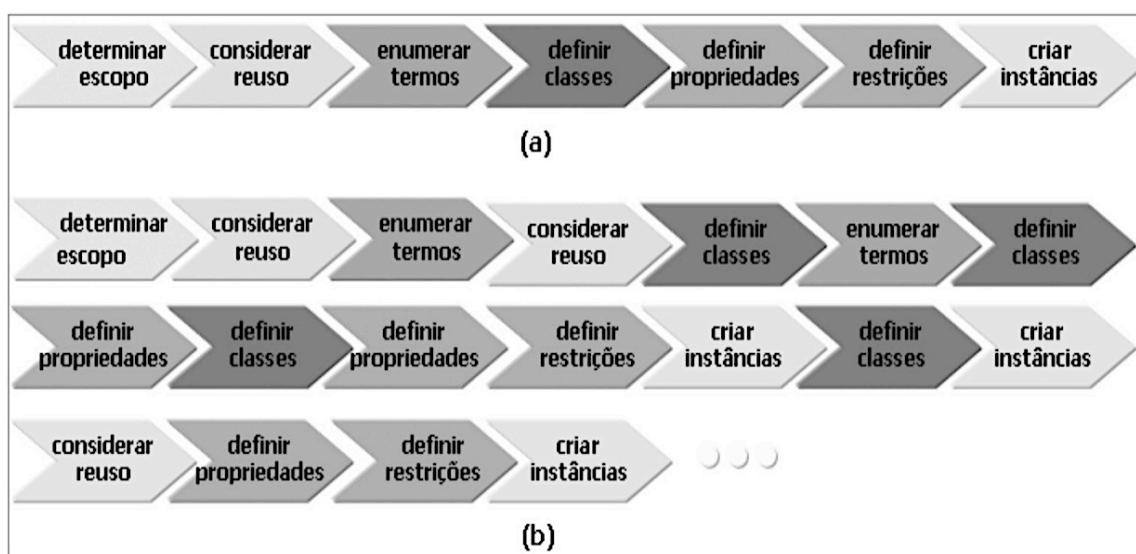 determinar escopo
considerar reuso
enumerar termos
definir classes
definir propriedades
definir restrições
criar instâncias
(a)
determinar escopo
considerar reuso
enumerar termos
considerar reuso
definir classes
enumerar termos
definir classes
definir propriedades
definir classes
definir propriedades
definir restrições
criar instâncias
definir classes
criar instâncias
considerar reuso
definir propriedades
definir restrições
criar instâncias
(b)